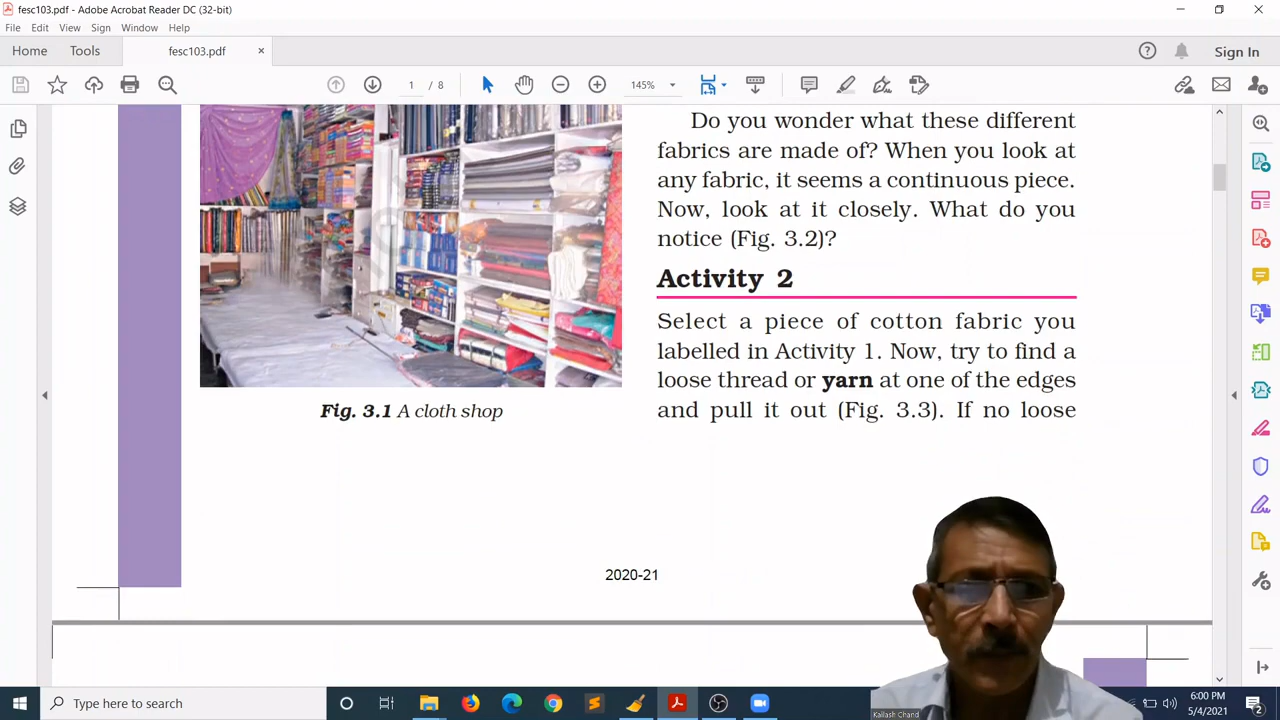 fesc103.pdf - Adobe Acrobat Reader DC (32-bit)
File Edit View Sign Window Help
Home Tools fesc103.pdf × Sign In
1 / 8 145%
Do you wonder what these different
fabrics are made of? When you look at
any fabric, it seems a continuous piece.
Now, look at it closely. What do you
notice (Fig. 3.2)?
Activity 2
Select a piece of cotton fabric you
labelled in Activity 1. Now, try to find a
loose thread or yarn at one of the edges
and pull it out (Fig. 3.3). If no loose
Fig. 3.1 A cloth shop
2020-21
Kailash Chand
Type here to search
6:00 PM
5/4/2021
2